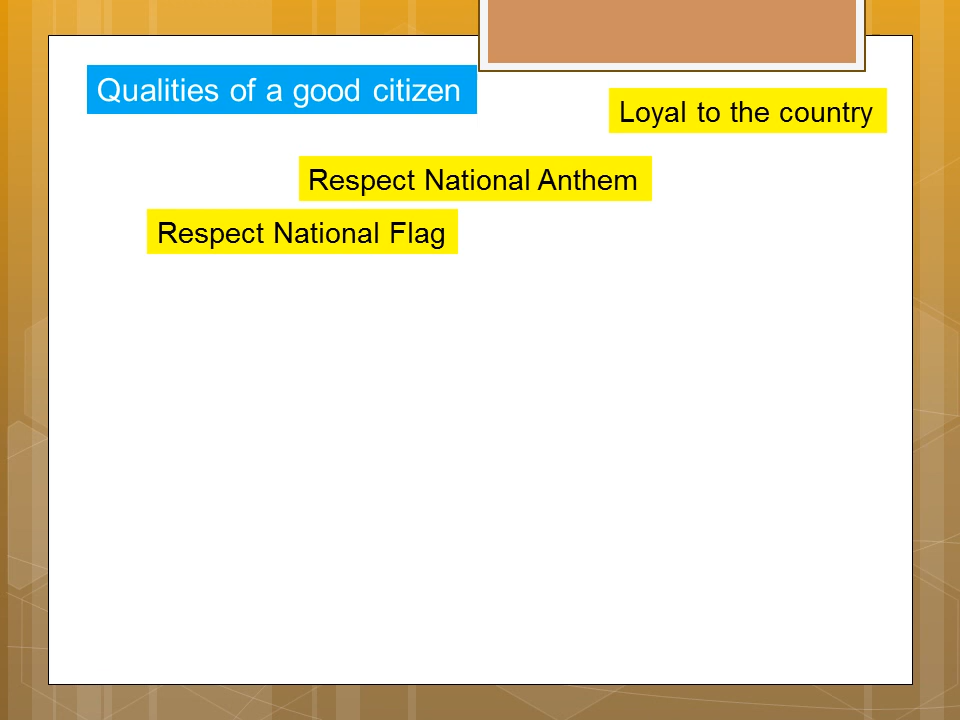 Qualities of a good citizen
Loyal to the country
Respect National Anthem
Respect National Flag